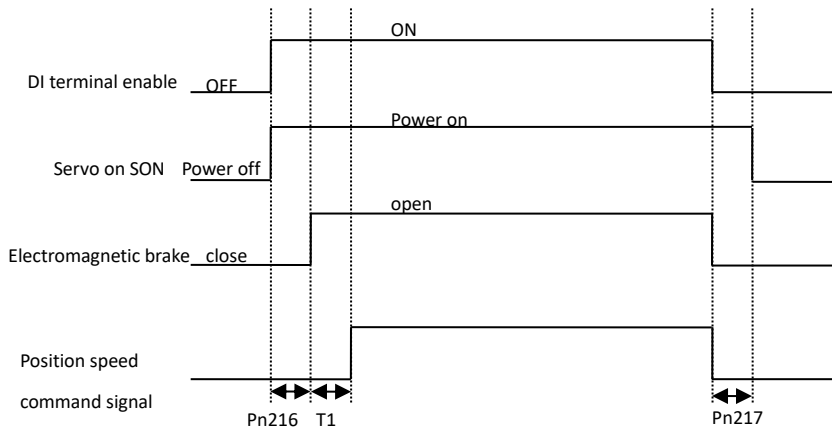 ON
DI terminal enable OFF
Power on
Servo on SON Power off
open
Electromagnetic brake close
Position speed
command signal
Pn216 T1 Pn217